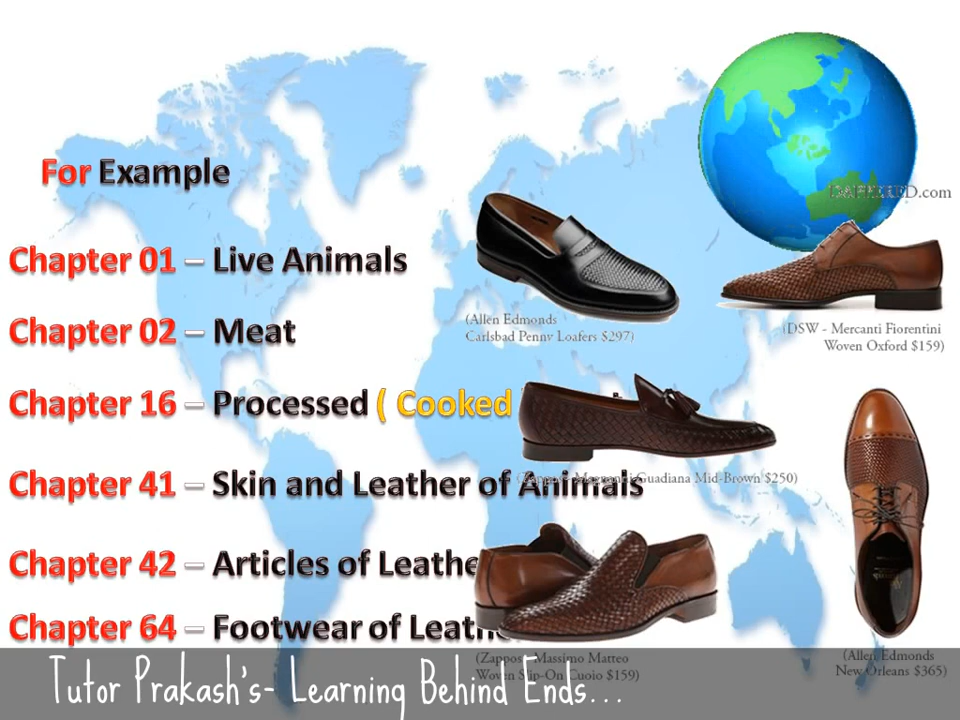 For Example
DAPPERED.com
Chapter 01 – Live Animals
(Allen Edmonds
Carlsbad Penny Loafers $297)
(DSW - Mercanti Fiorentini
Woven Oxford $159)
Chapter 02 – Meat
Chapter 16 – Processed ( Cooked
Chapter 41 – Skin and Leather of Animals
Guadiana Mid-Brown $250)
Chapter 42 – Articles of Leathe
Chapter 64 – Footwear of Leath
(Zappos - Massimo Matteo
Woven Slip-On Cuoio $159)
(Allen Edmonds
New Orleans $365)
Tutor Prakash's- Learning Behind Ends...